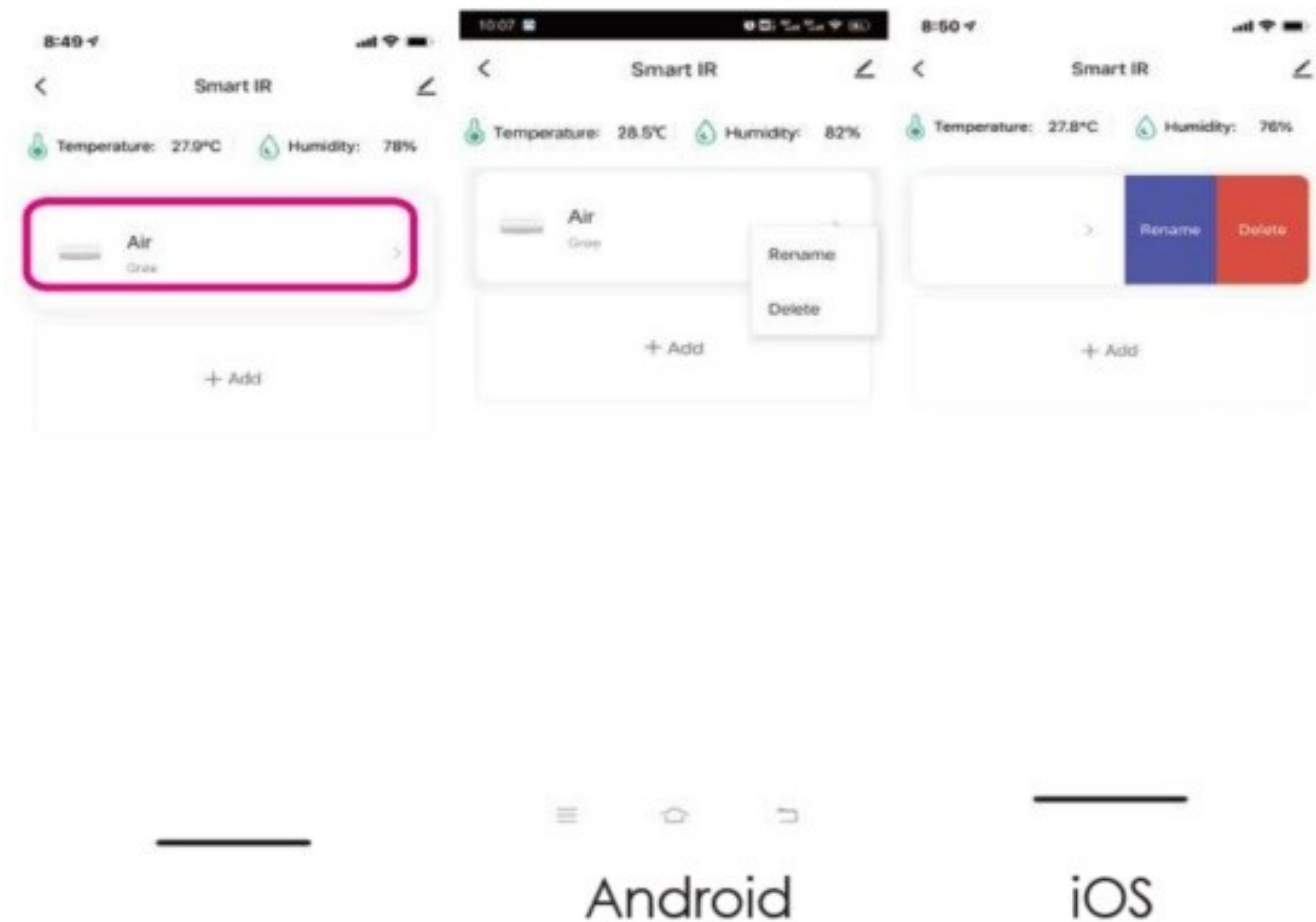 8:49
Smart IR
Temperature: 27.9°C Humidity: 78%
Air
Gree
+ Add
10:07
Smart IR
Temperature: 28.5℃ Humidity: 82%
Air
Gree
Rename
Delete
+ Add
Android
8:50
Smart IR
Temperature: 27.8°C Humidity: 76%
Rename
Delete
+ Add
iOS